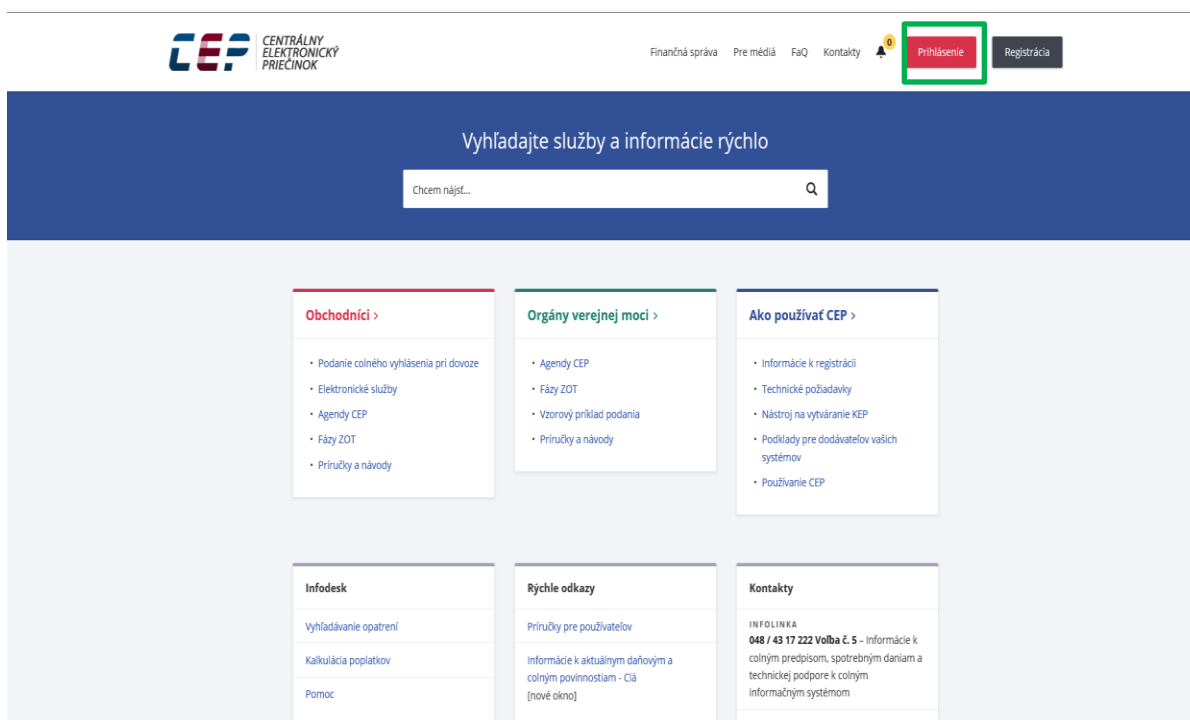 CEP
CENTRÁLNY
ELEKTRONICKÝ
PRIEČINOK
Finančná správa Pre médiá FaQ Kontakty 0 Prihlásenie Registrácia
Vyhľadajte služby a informácie rýchlo
Chcem nájsť...
Obchodníci >
• Podanie colného vyhlásenia pri dovoze
• Elektronické služby
• Agendy CEP
• Fázy ZOT
• Príručky a návody
Orgány verejnej moci >
• Agendy CEP
• Fázy ZOT
• Vzorový príklad podania
• Príručky a návody
Ako používať CEP >
• Informácie k registrácii
• Technické požiadavky
• Nástroj na vytváranie KEP
• Podklady pre dodávateľov vašich
systémov
• Používanie CEP
Infodesk
Vyhľadávanie opatrení
Kalkulácia poplatkov
Pomoc
Rýchle odkazy
Príručky pre používateľov
Informácie k aktuálnym daňovým a
colným povinnostiam - Clá
[nové okno]
Kontakty
INFOLINKA
048 / 43 17 222 Voľba č. 5 – Informácie k
colným predpisom, spotrebným daniam a
technickej podpore k colným
informačným systémom